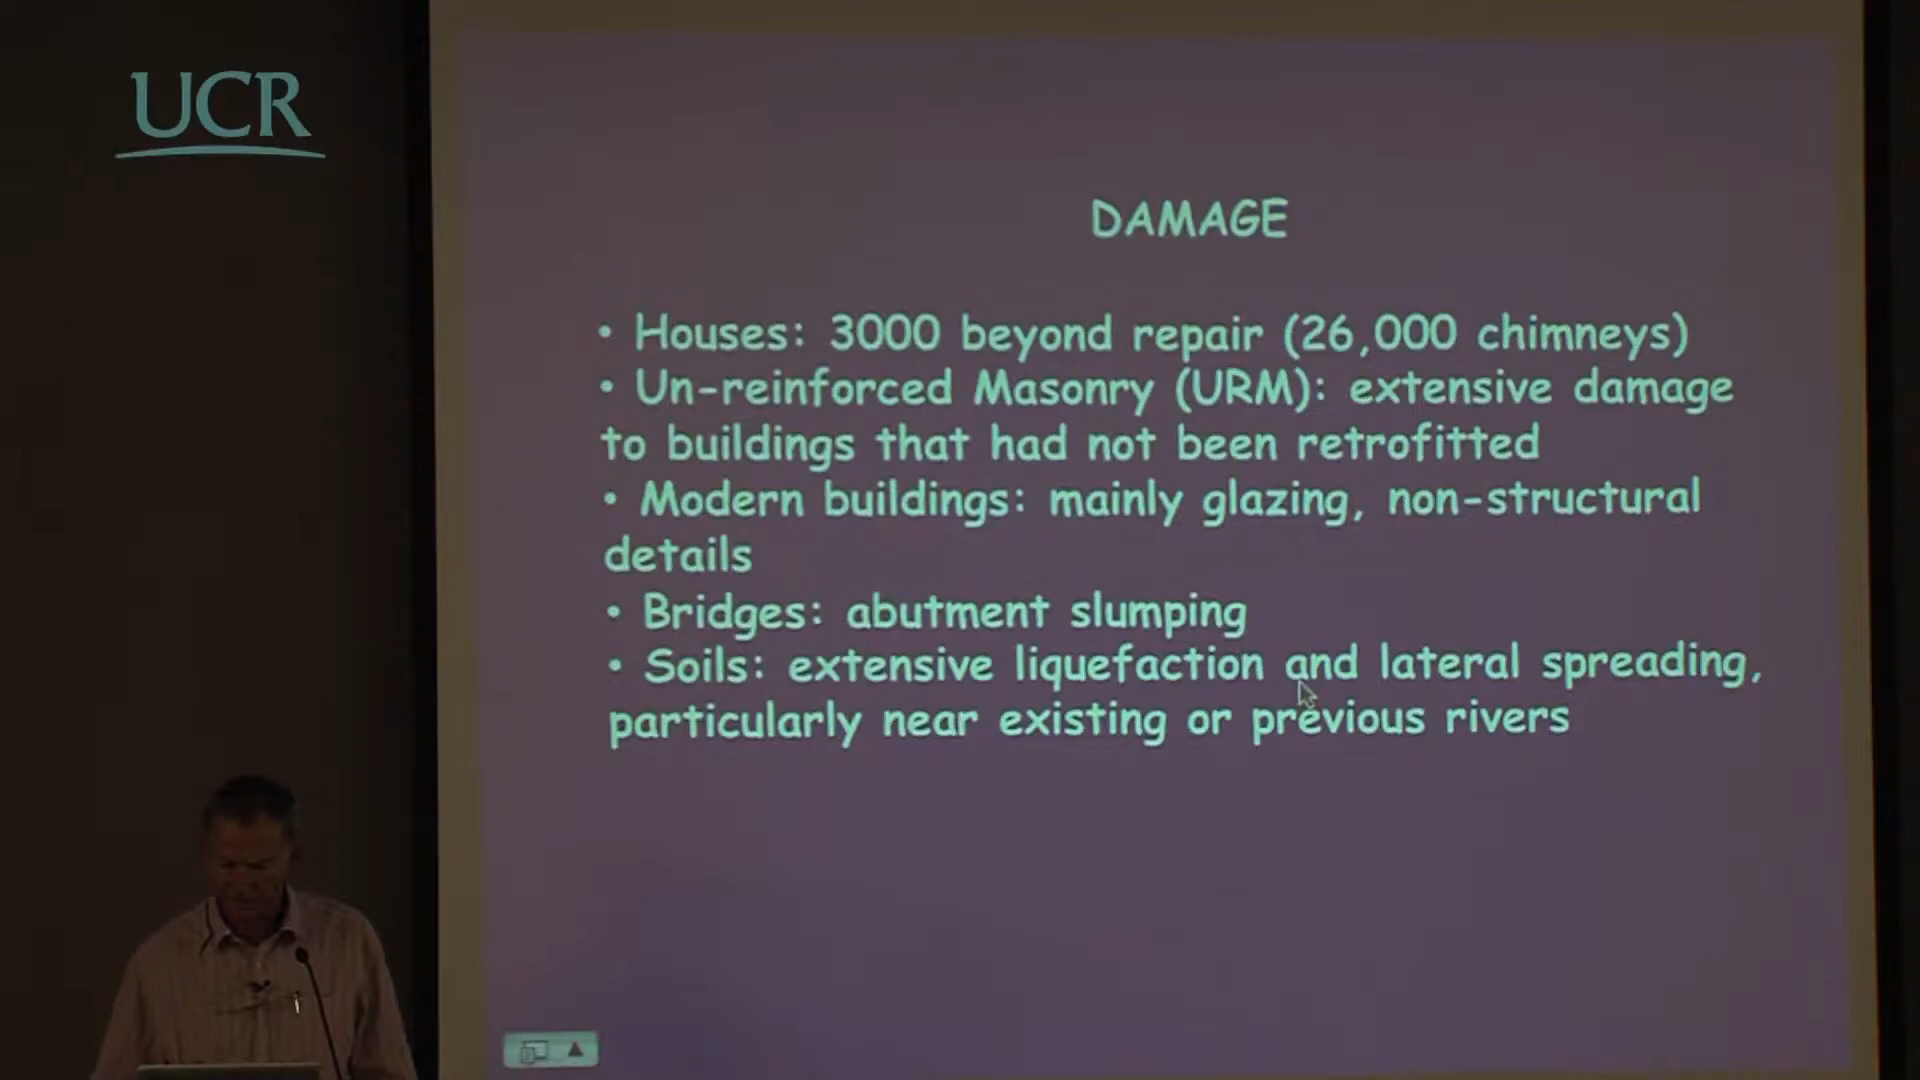 UCR
DAMAGE
• Houses: 3000 beyond repair (26,000 chimneys)
• Un-reinforced Masonry (URM): extensive damage
to buildings that had not been retrofitted
• Modern buildings: mainly glazing, non-structural
details
• Bridges: abutment slumping
• Soils: extensive liquefaction and lateral spreading,
particularly near existing or previous rivers